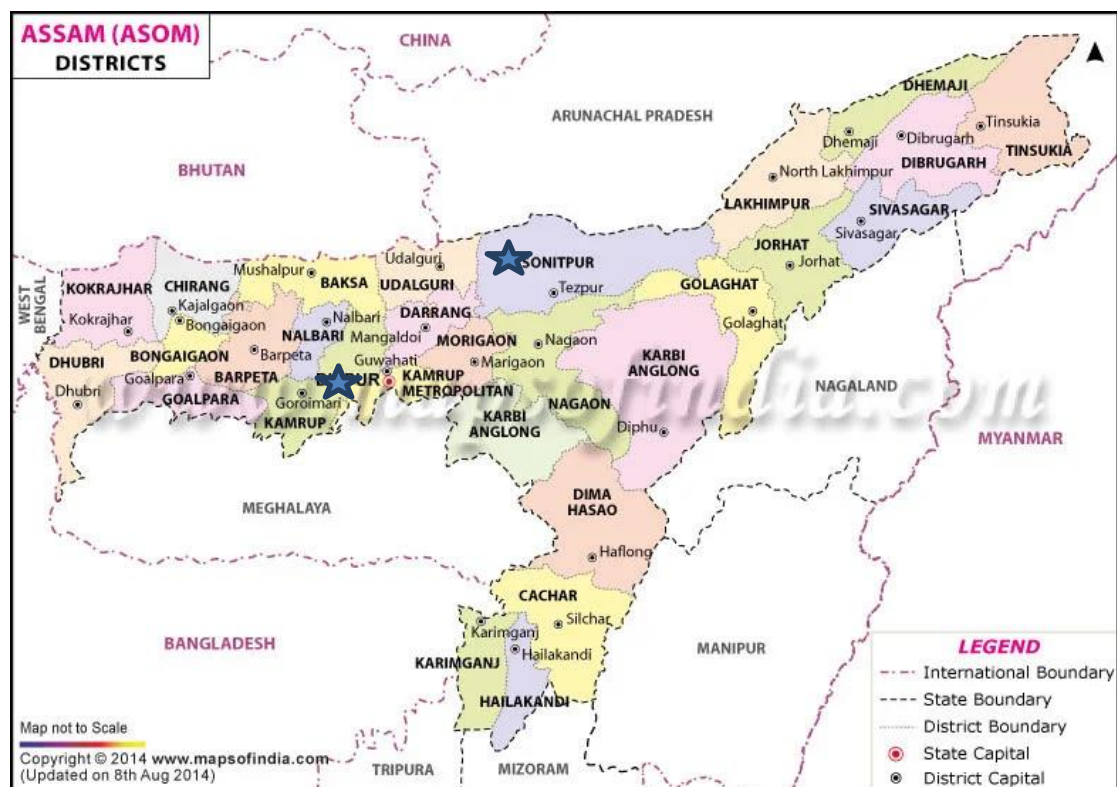 ASSAM (ASOM)
DISTRICTS
CHINA
ARUNACHAL PRADESH
BHUTAN
DHEMAJI
Dhemaji
Tinsukia
TINSUKIA
Dibrugarh
DIBRUGARH
North Lakhimpur
LAKHIMPUR
SIVASAGAR
Sivasagar
JORHAT
Jorhat
SONITPUR
Tezpur
GOLAGHAT
Golaghat
Udalguri
UDALGURI
Mushalpur
BAKSA
CHIRANG
Kajalgaon
Bongaigaon
KOKRAJHAR
Kokrajhar
WEST
BENGAL
DHUBRI
Dhubri
BONGAIGAON
Goalpara
GOALPARA
Barpeta
BARPETA
Nalbari
NALBARI
DARRANG
Mangaldoi
MORIGAON
Marigaon
Guwahati
KAMRUP
METROPOLITAN
UR
Goroimari
KAMRUP
Nagaon
NAGAON
KARBI
ANGLONG
KARBI
ANGLONG
Diphu
NAGALAND
MYANMAR
www.mapsofindia.com
MEGHALAYA
DIMA
HASAO
Haflong
CACHAR
Silchar
Karimganj
KARIMGANJ
Hailakandi
HAILAKANDI
BANGLADESH
MANIPUR
TRIPURA
MIZORAM
LEGEND
International Boundary
State Boundary
District Boundary
State Capital
District Capital
Map not to Scale
Copyright © 2014 www.mapsofindia.com
(Updated on 8th Aug 2014)